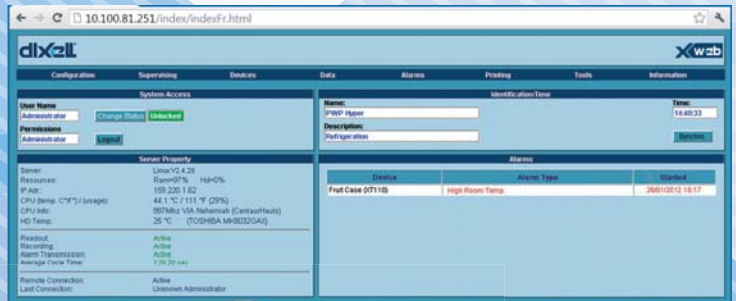 10.100.81.251/index/indexFr.html
dixell
Xweb
Configuration Supervising Devices Data Alarms Printing Tools Information
System Access
User Name
Administrator Change Status Unlocked
Permissions
Administrator Logout
Identification/Time
Name: Time:
PWP Hyper 14:40:33
Description:
Refrigeration Synchro.
Server Property
Server: Linux V2.4.28
Resources: Ram=97% Hd=0%
IP Adr.: 159.220.1.62
CPU (temp. C°/F°) / (usage): 44.1 °C / 111 °F (29%)
CPU Info: 997Mhz VIA Nehemiah (CentaurHauls)
HD Temp: 25 °C (TOSHIBA MK8032GAX)
Readout: Active
Recording: Active
Alarm Transmission: Active
Average Cycle Time:
Remote Connection: Active
Last Connection: Unknown Administrator
Alarms
Device Alarm Type Started
Fruit Case (XT110) High Room Temp. 26/01/2012 18:17